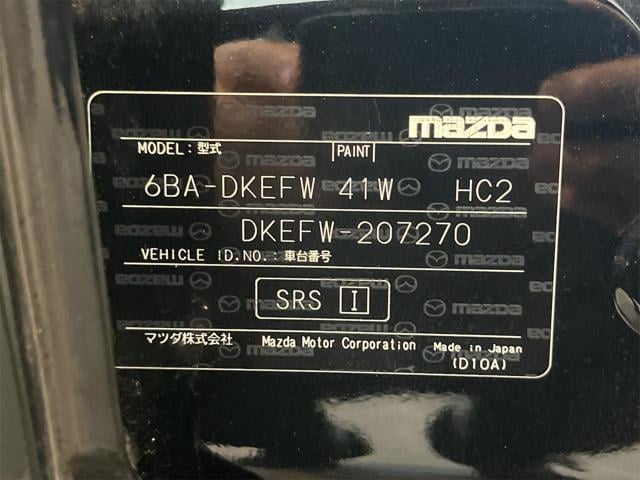 mazda
MODEL:型式 |PAINT|
6BA-DKEFW 41W HC2
DKEFW-207270
VEHICLE ID.NO.:車台番号
SRS I
マツダ株式会社 Mazda Motor Corporation Made in Japan
(D10A)